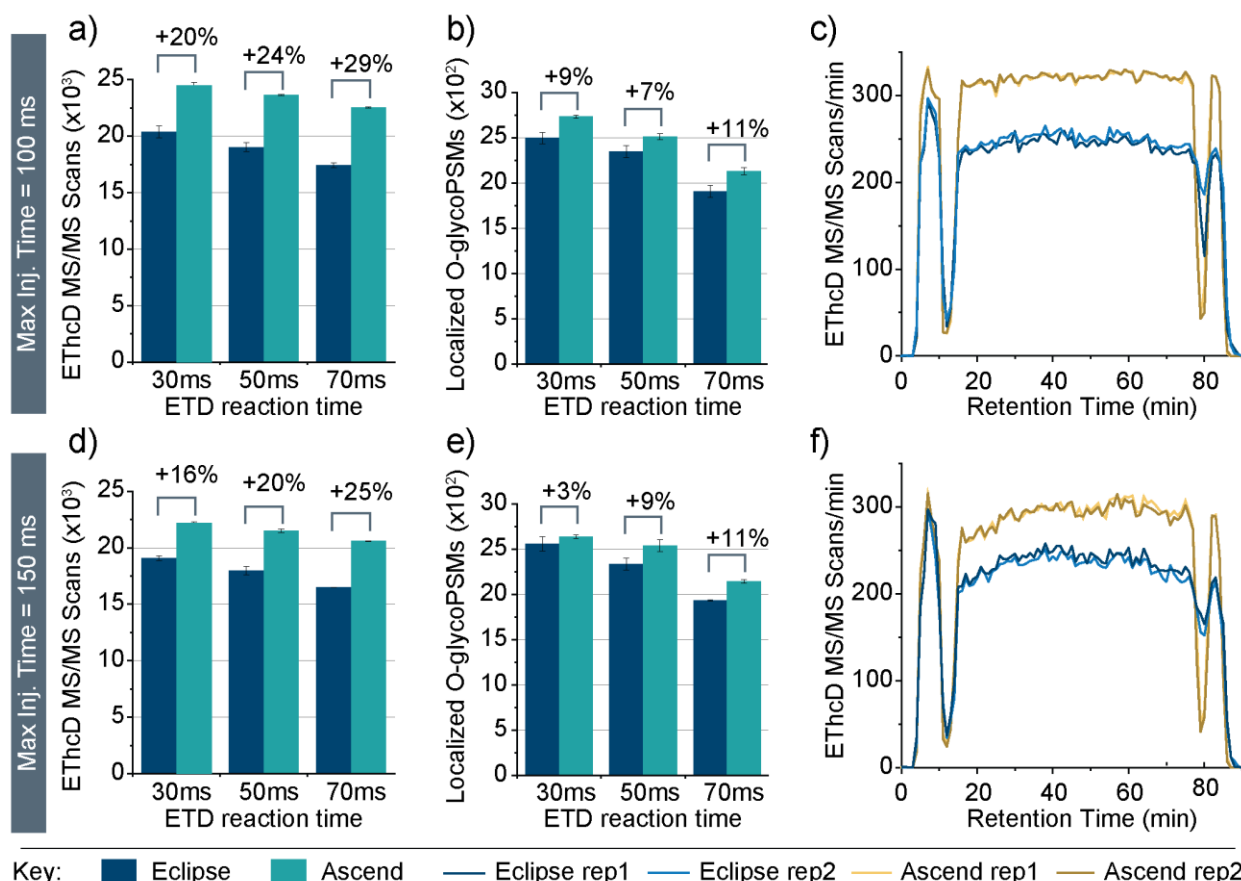 Max Inj. Time = 100 ms
a)
+20%
+24%
+29%
EThcD MS/MS Scans (x10³)
25
20
15
10
5
0
30ms 50ms 70ms
ETD reaction time
b)
+9%
+7%
+11%
Localized O-glycoPSMs (x10²)
30
25
20
15
10
5
0
30ms 50ms 70ms
ETD reaction time
c)
EThcD MS/MS Scans/min
300
200
100
0
0 20 40 60 80
Retention Time (min)
Max Inj. Time = 150 ms
d)
+16%
+20%
+25%
EThcD MS/MS Scans (x10³)
25
20
15
10
5
0
30ms 50ms 70ms
ETD reaction time
e)
+3%
+9%
+11%
Localized O-glycoPSMs (x10²)
30
25
20
15
10
5
0
30ms 50ms 70ms
ETD reaction time
f)
EThcD MS/MS Scans/min
300
200
100
0
0 20 40 60 80
Retention Time (min)
Key: Eclipse Ascend Eclipse rep1 Eclipse rep2 Ascend rep1 Ascend rep2